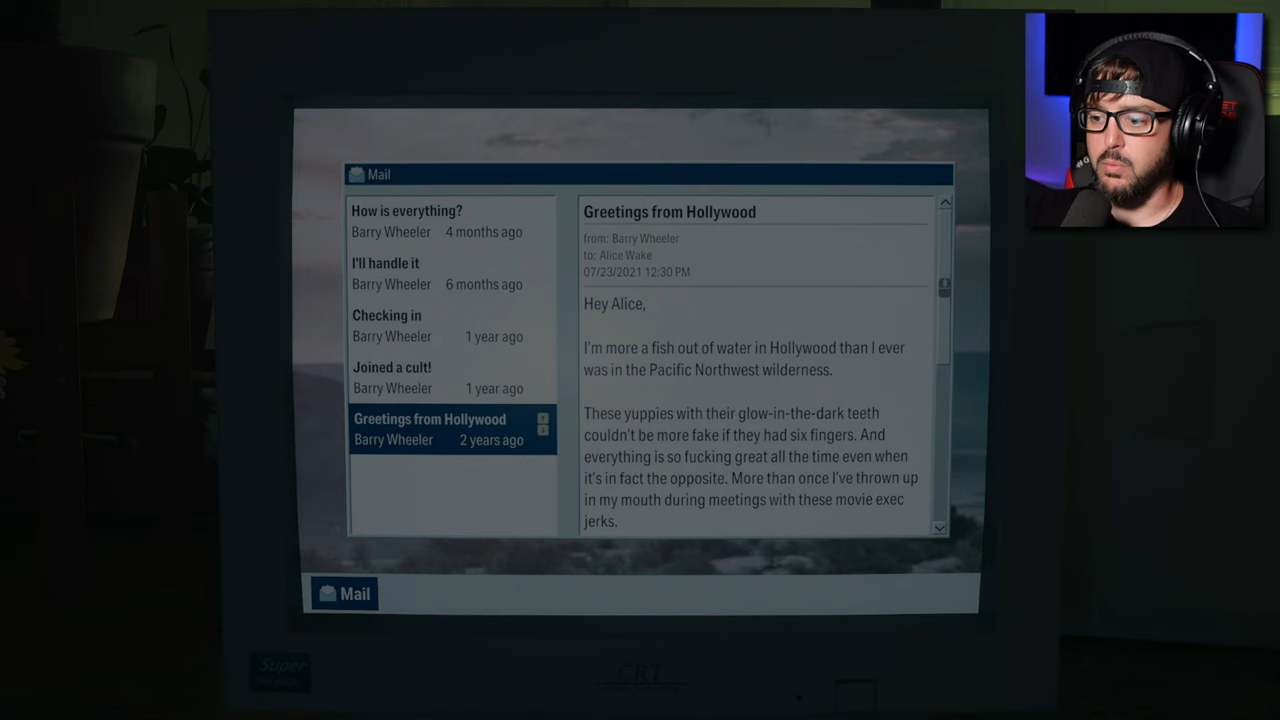 Mail
How is everything?
Barry Wheeler 4 months ago
I'll handle it
Barry Wheeler 6 months ago
Checking in
Barry Wheeler 1 year ago
Joined a cult!
Barry Wheeler 1 year ago
Greetings from Hollywood
Barry Wheeler 2 years ago
Greetings from Hollywood
from: Barry Wheeler
to: Alice Wake
07/23/2021 12:30 PM
Hey Alice,
I'm more a fish out of water in Hollywood than I ever
was in the Pacific Northwest wilderness.
These yuppies with their glow-in-the-dark teeth
couldn't be more fake if they had six fingers. And
everything is so fucking great all the time even when
it's in fact the opposite. More than once I've thrown up
in my mouth during meetings with these movie exec
jerks.
Mail
Super
CRT